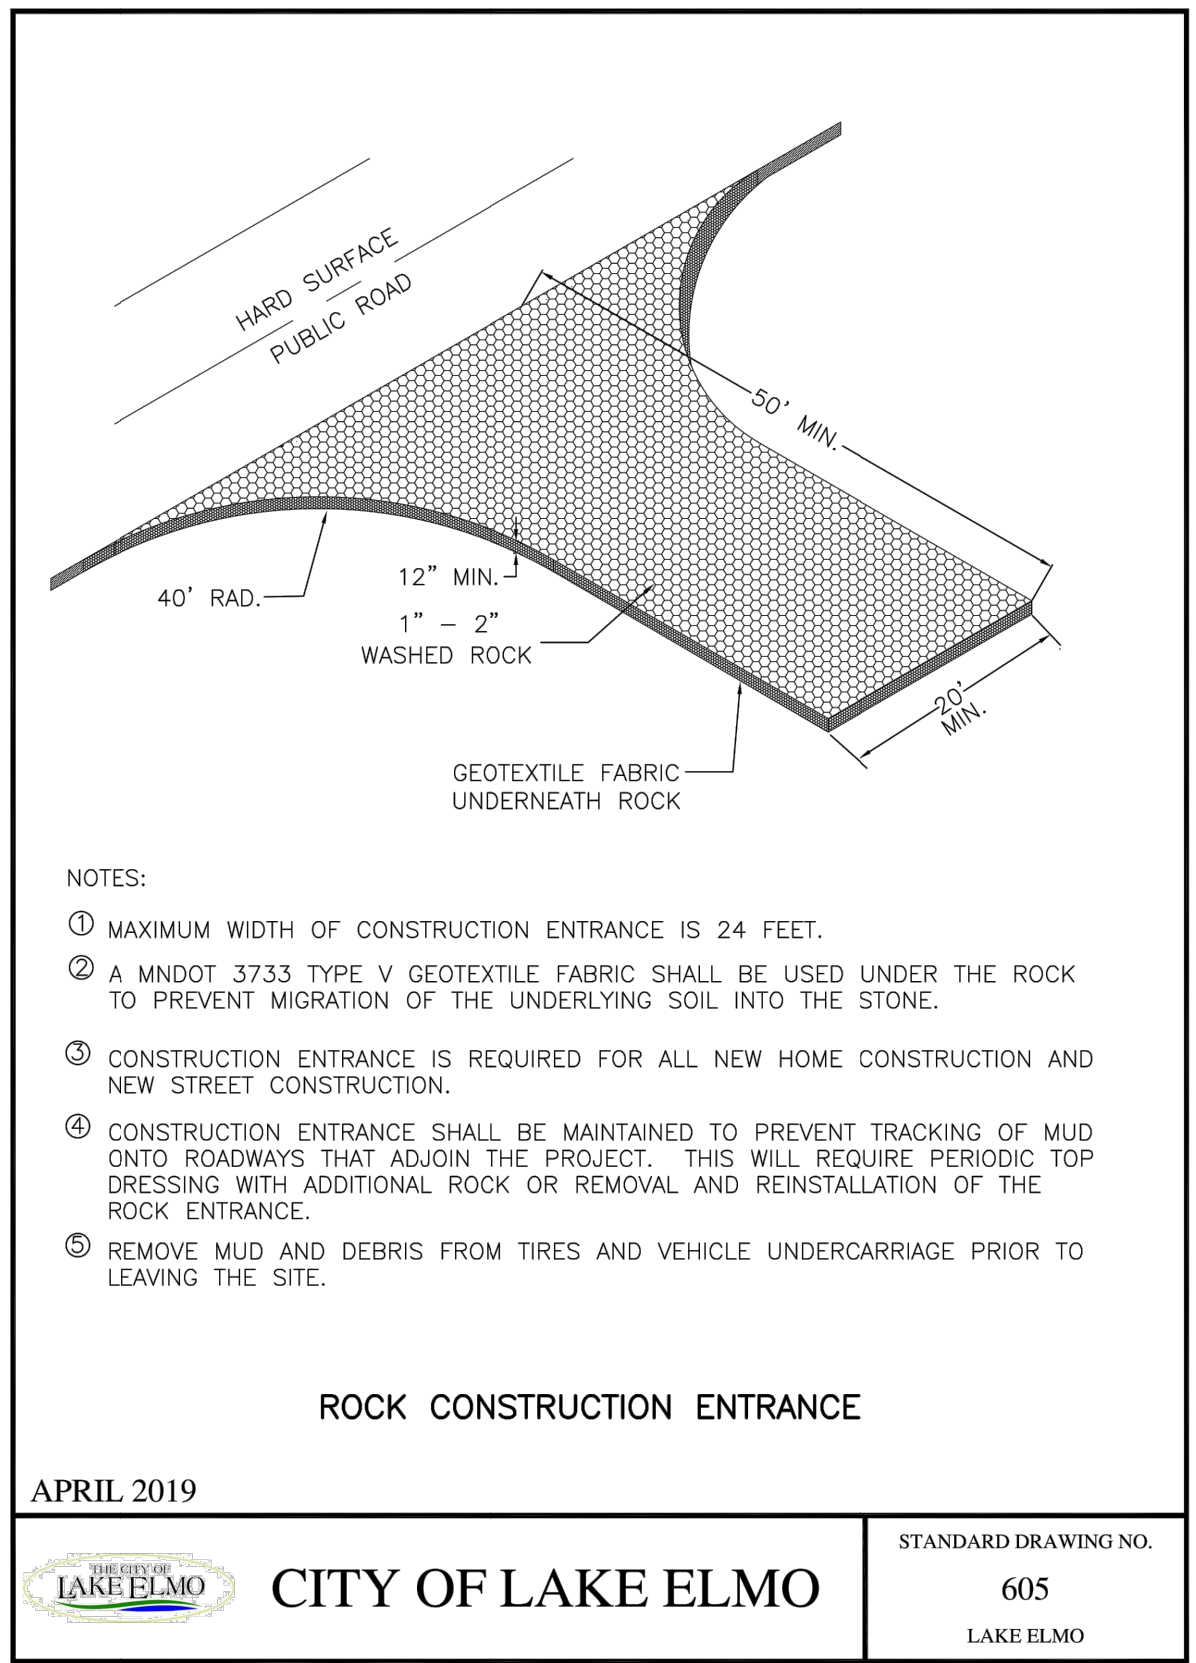 HARD SURFACE
PUBLIC ROAD
50' MIN.
12" MIN.
40' RAD.
1" – 2"
WASHED ROCK
20'
MIN.
GEOTEXTILE FABRIC
UNDERNEATH ROCK
NOTES:
① MAXIMUM WIDTH OF CONSTRUCTION ENTRANCE IS 24 FEET.
② A MNDOT 3733 TYPE V GEOTEXTILE FABRIC SHALL BE USED UNDER THE ROCK
TO PREVENT MIGRATION OF THE UNDERLYING SOIL INTO THE STONE.
③ CONSTRUCTION ENTRANCE IS REQUIRED FOR ALL NEW HOME CONSTRUCTION AND
NEW STREET CONSTRUCTION.
④ CONSTRUCTION ENTRANCE SHALL BE MAINTAINED TO PREVENT TRACKING OF MUD
ONTO ROADWAYS THAT ADJOIN THE PROJECT. THIS WILL REQUIRE PERIODIC TOP
DRESSING WITH ADDITIONAL ROCK OR REMOVAL AND REINSTALLATION OF THE
ROCK ENTRANCE.
⑤ REMOVE MUD AND DEBRIS FROM TIRES AND VEHICLE UNDERCARRIAGE PRIOR TO
LEAVING THE SITE.
ROCK CONSTRUCTION ENTRANCE
APRIL 2019
THE CITY OF
LAKE ELMO
CITY OF LAKE ELMO
STANDARD DRAWING NO.
605
LAKE ELMO